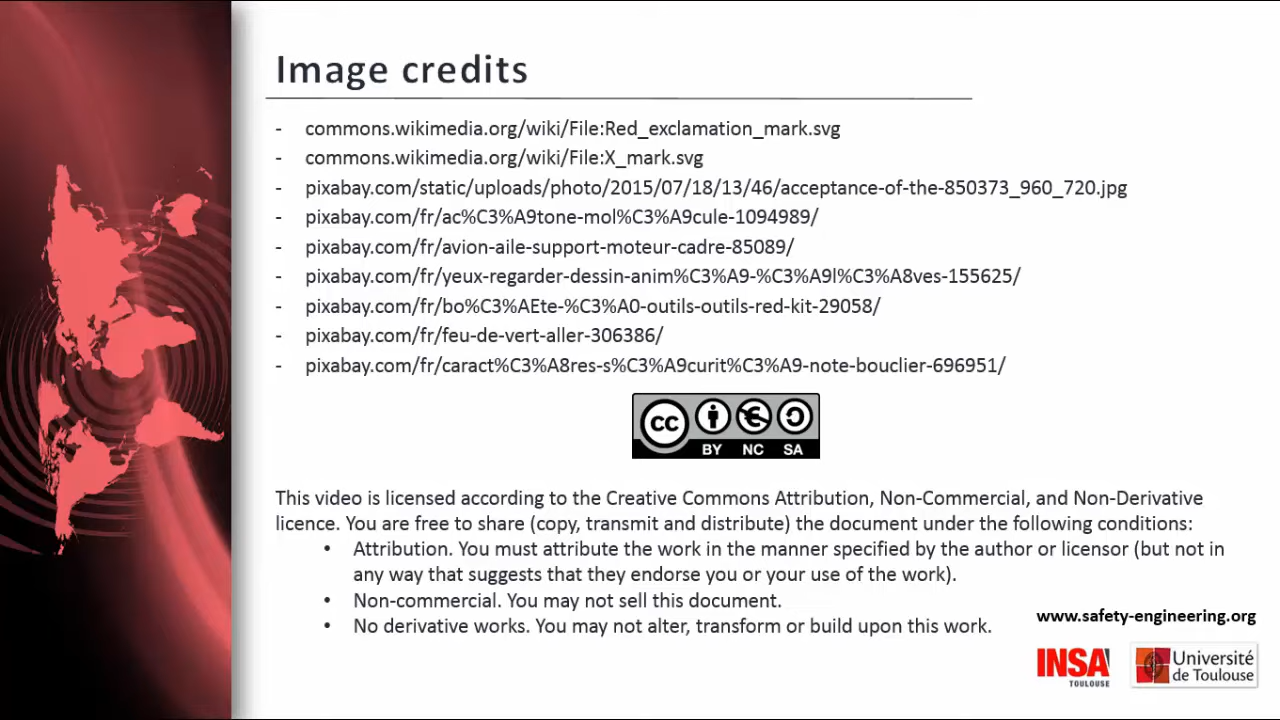 Image credits
- commons.wikimedia.org/wiki/File:Red_exclamation_mark.svg
- commons.wikimedia.org/wiki/File:X_mark.svg
- pixabay.com/static/uploads/photo/2015/07/18/13/46/acceptance-of-the-850373_960_720.jpg
- pixabay.com/fr/ac%C3%A9tone-mol%C3%A9cule-1094989/
- pixabay.com/fr/avion-aile-support-moteur-cadre-85089/
- pixabay.com/fr/yeux-regarder-dessin-anim%C3%A9-%C3%A9l%C3%A8ves-155625/
- pixabay.com/fr/bo%C3%AEte-%C3%A0-outils-outils-red-kit-29058/
- pixabay.com/fr/feu-de-vert-aller-306386/
- pixabay.com/fr/caract%C3%A8res-s%C3%A9curit%C3%A9-note-bouclier-696951/
cc
BY NC SA
This video is licensed according to the Creative Commons Attribution, Non-Commercial, and Non-Derivative
licence. You are free to share (copy, transmit and distribute) the document under the following conditions:
• Attribution. You must attribute the work in the manner specified by the author or licensor (but not in
any way that suggests that they endorse you or your use of the work).
• Non-commercial. You may not sell this document.
• No derivative works. You may not alter, transform or build upon this work.
www.safety-engineering.org
INSA
TOULOUSE
Université
de Toulouse